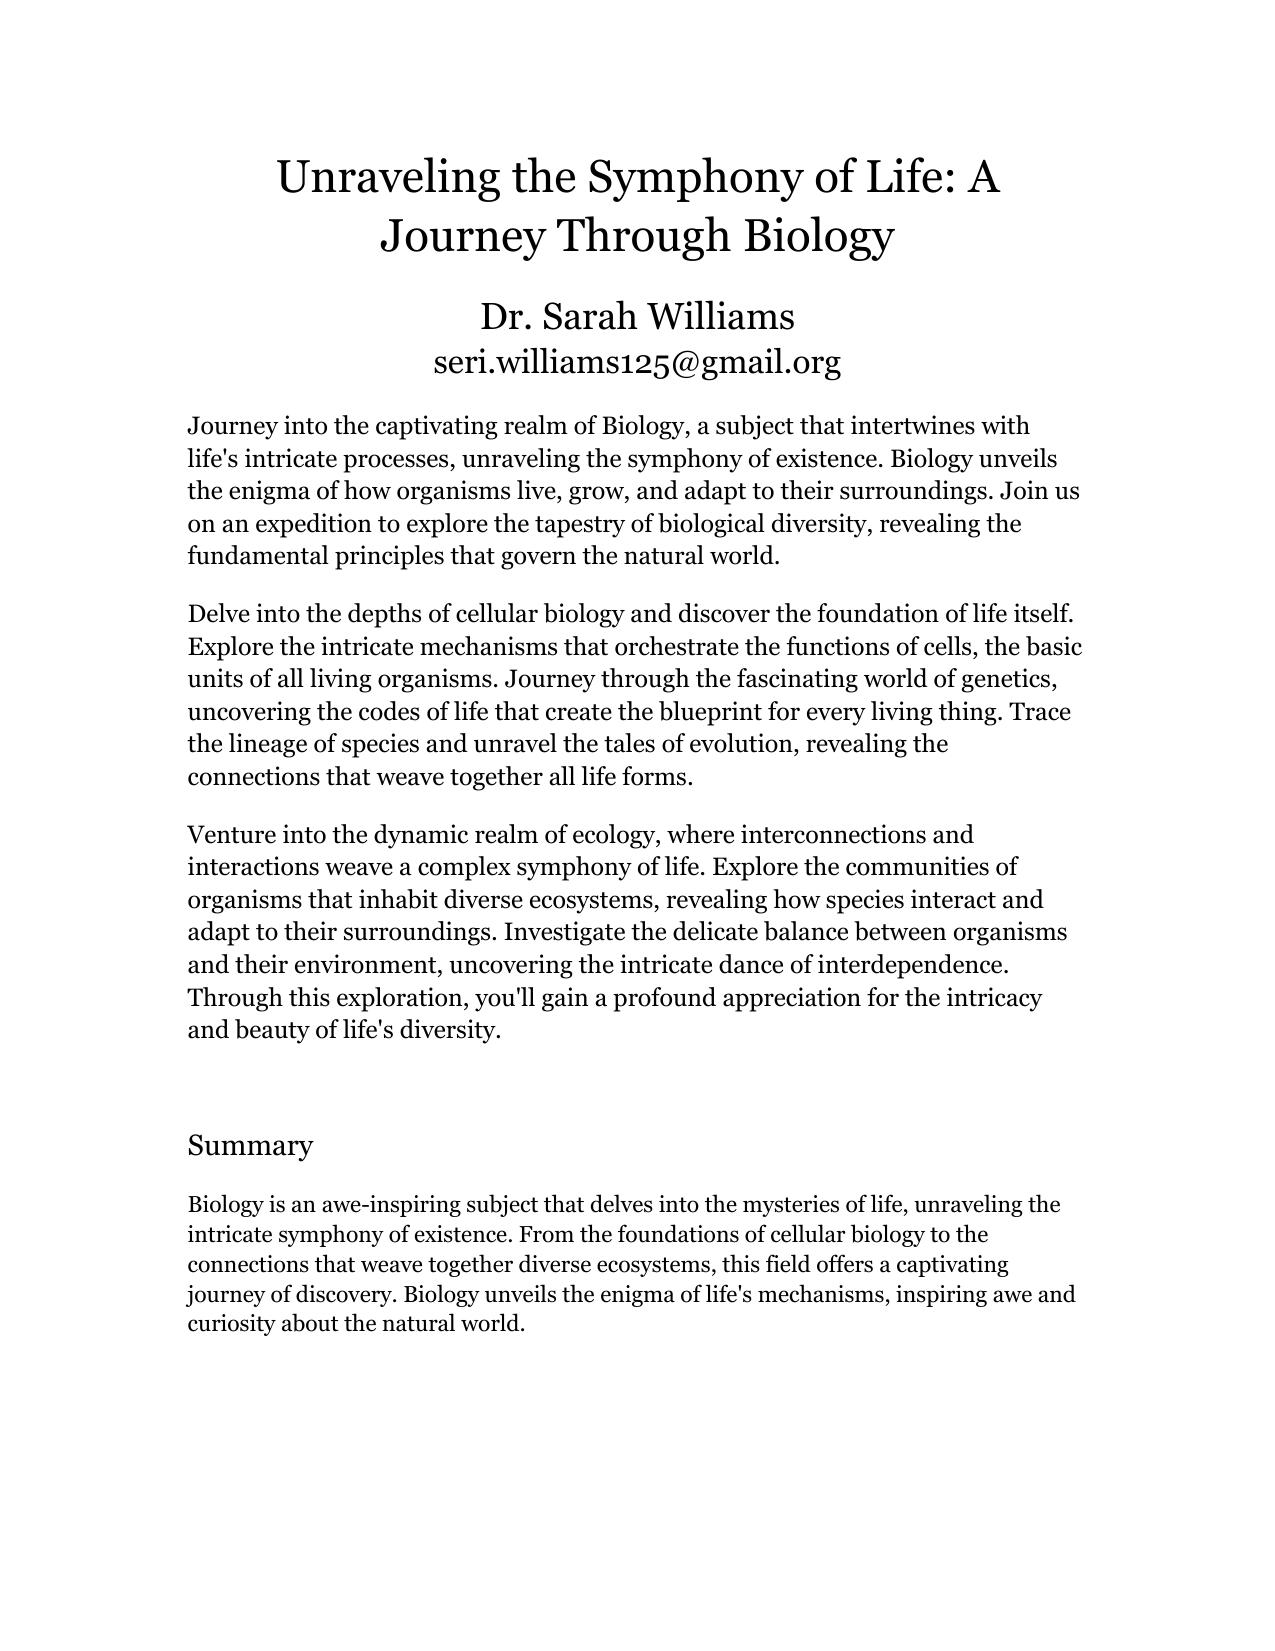 Unraveling the Symphony of Life: A
Journey Through Biology
Dr. Sarah Williams
seri.williams125@gmail.org
Journey into the captivating realm of Biology, a subject that intertwines with
life's intricate processes, unraveling the symphony of existence. Biology unveils
the enigma of how organisms live, grow, and adapt to their surroundings. Join us
on an expedition to explore the tapestry of biological diversity, revealing the
fundamental principles that govern the natural world.
Delve into the depths of cellular biology and discover the foundation of life itself.
Explore the intricate mechanisms that orchestrate the functions of cells, the basic
units of all living organisms. Journey through the fascinating world of genetics,
uncovering the codes of life that create the blueprint for every living thing. Trace
the lineage of species and unravel the tales of evolution, revealing the
connections that weave together all life forms.
Venture into the dynamic realm of ecology, where interconnections and
interactions weave a complex symphony of life. Explore the communities of
organisms that inhabit diverse ecosystems, revealing how species interact and
adapt to their surroundings. Investigate the delicate balance between organisms
and their environment, uncovering the intricate dance of interdependence.
Through this exploration, you'll gain a profound appreciation for the intricacy
and beauty of life's diversity.
Summary
Biology is an awe-inspiring subject that delves into the mysteries of life, unraveling the
intricate symphony of existence. From the foundations of cellular biology to the
connections that weave together diverse ecosystems, this field offers a captivating
journey of discovery. Biology unveils the enigma of life's mechanisms, inspiring awe and
curiosity about the natural world.